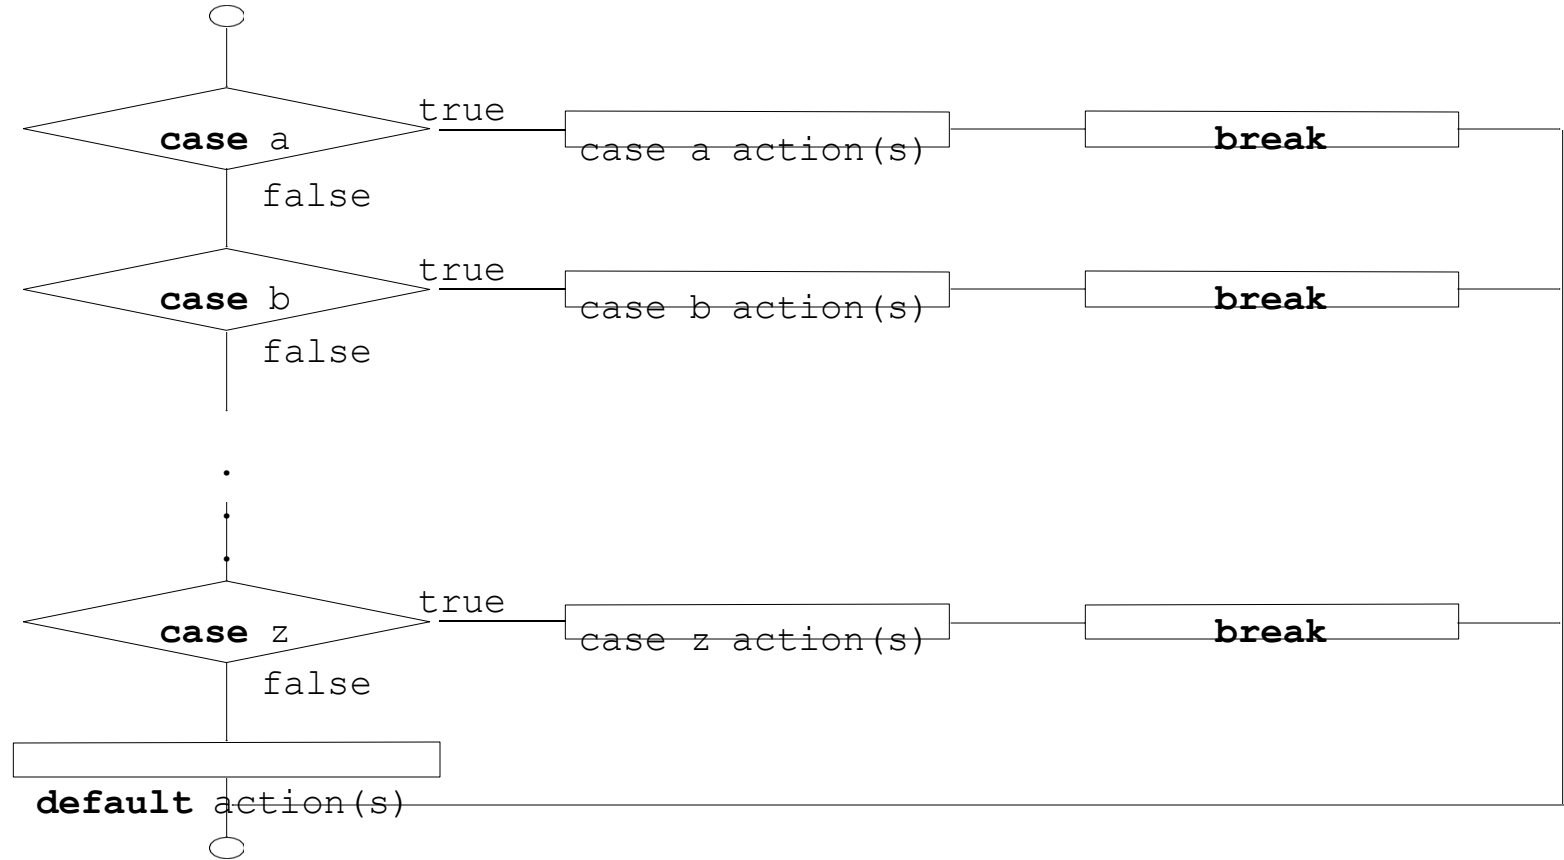 true
case a
case a action(s)
break
false
true
case b
case b action(s)
break
false
.
.
.
true
case z
case z action(s)
break
false
default action(s)